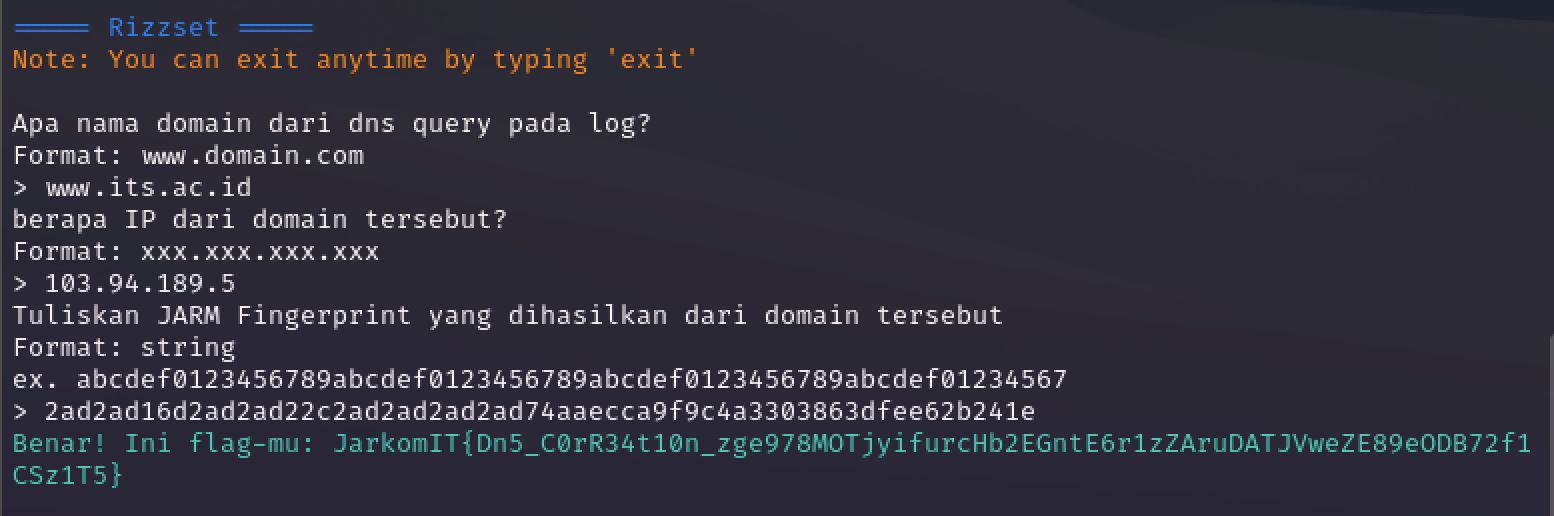 ═════ Rizzset ═════
Note: You can exit anytime by typing 'exit'
Apa nama domain dari dns query pada log?
Format: www.domain.com
> www.its.ac.id
berapa IP dari domain tersebut?
Format: xxx.xxx.xxx.xxx
> 103.94.189.5
Tuliskan JARM Fingerprint yang dihasilkan dari domain tersebut
Format: string
ex. abcdef0123456789abcdef0123456789abcdef0123456789abcdef01234567
> 2ad2ad16d2ad2ad22c2ad2ad2ad2ad74aaecca9f9c4a3303863dfee62b241e
Benar! Ini flag-mu: JarkomIT{Dn5_C0rR34t10n_zge978MOTjyifurcHb2EGntE6r1zZAruDATJVweZE89eODB72f1
CSz1T5}